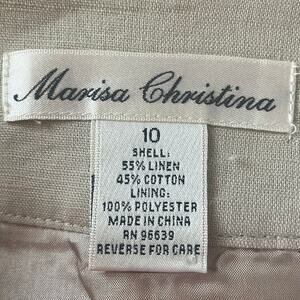 Marisa Christina
10
SHELL:
55% LINEN
45% COTTON
LINING:
100% POLYESTER
MADE IN CHINA
RN 96639
REVERSE FOR CARE